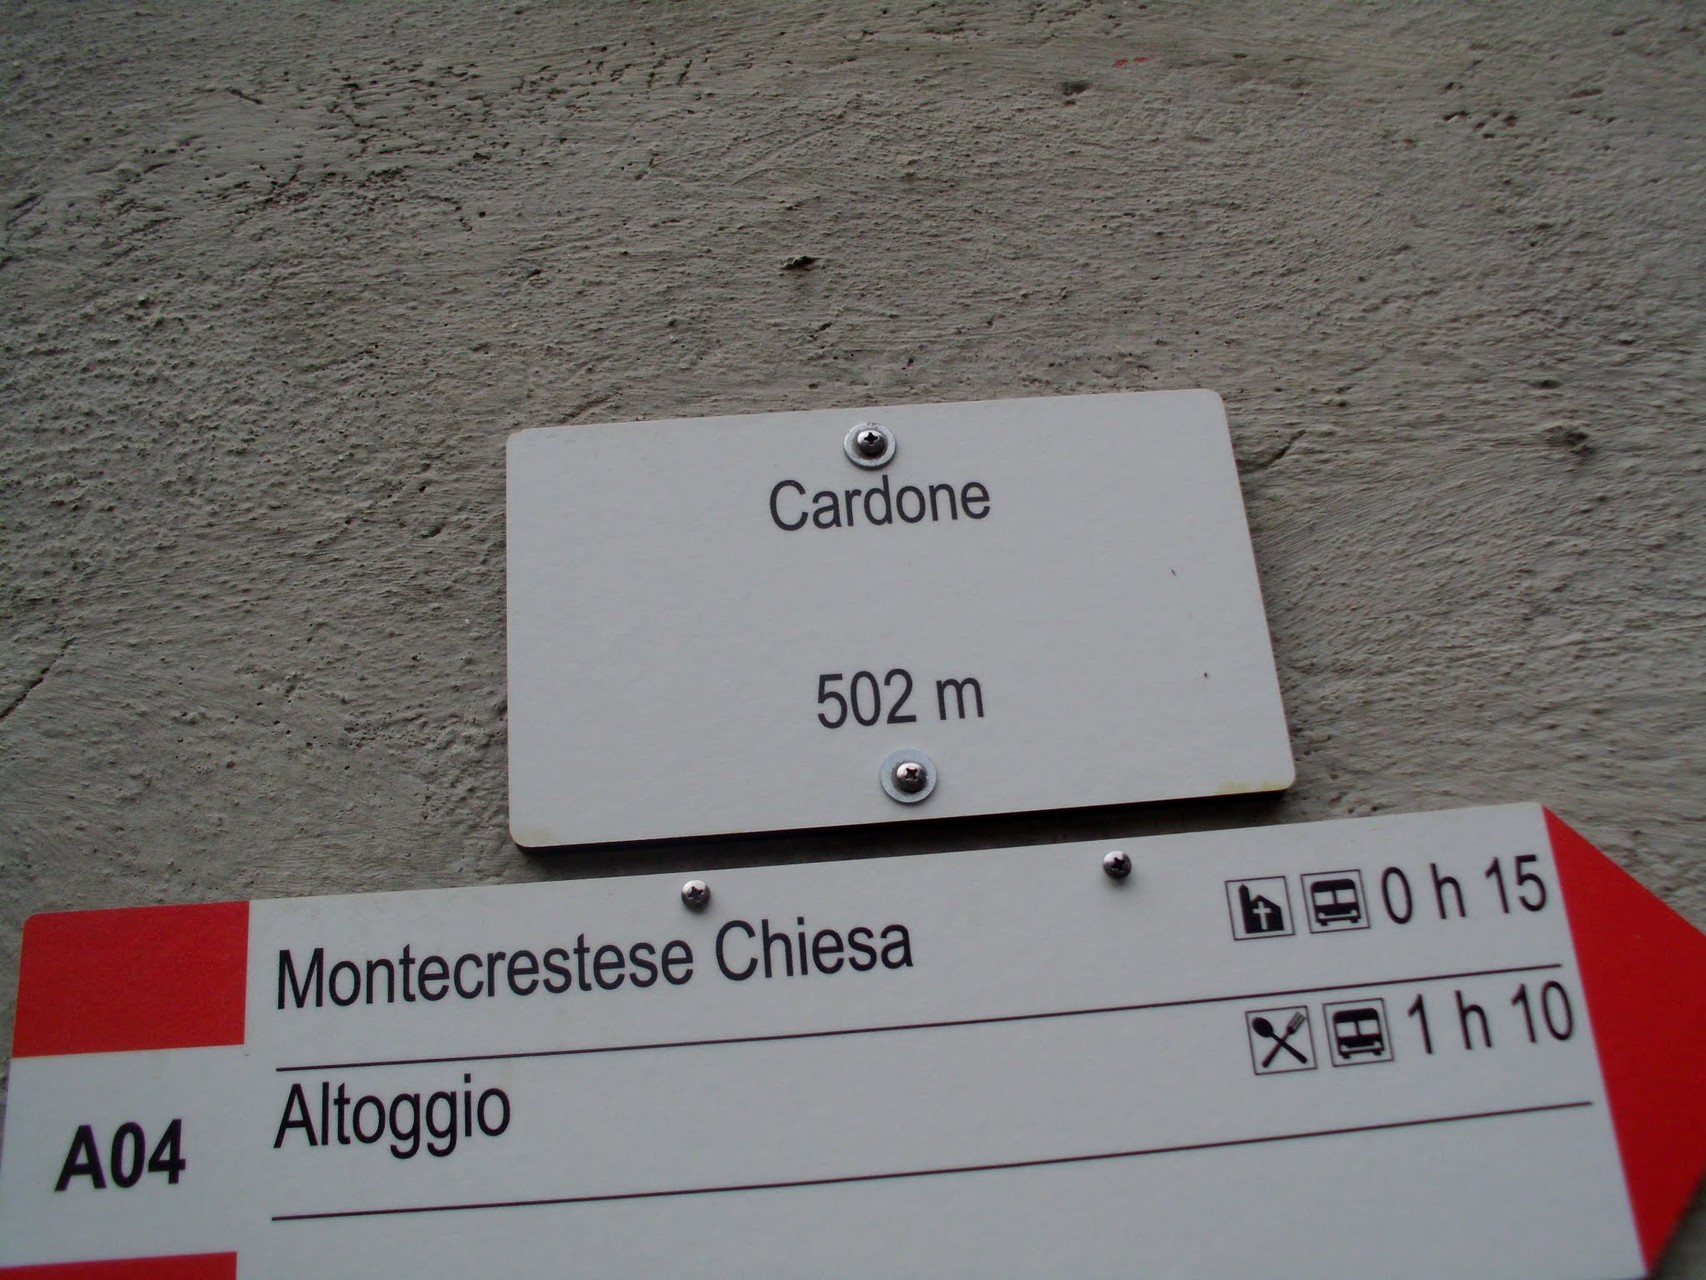 Cardone
502 m
Montecrestese Chiesa 0 h 15
Altoggio 1 h 10
A04